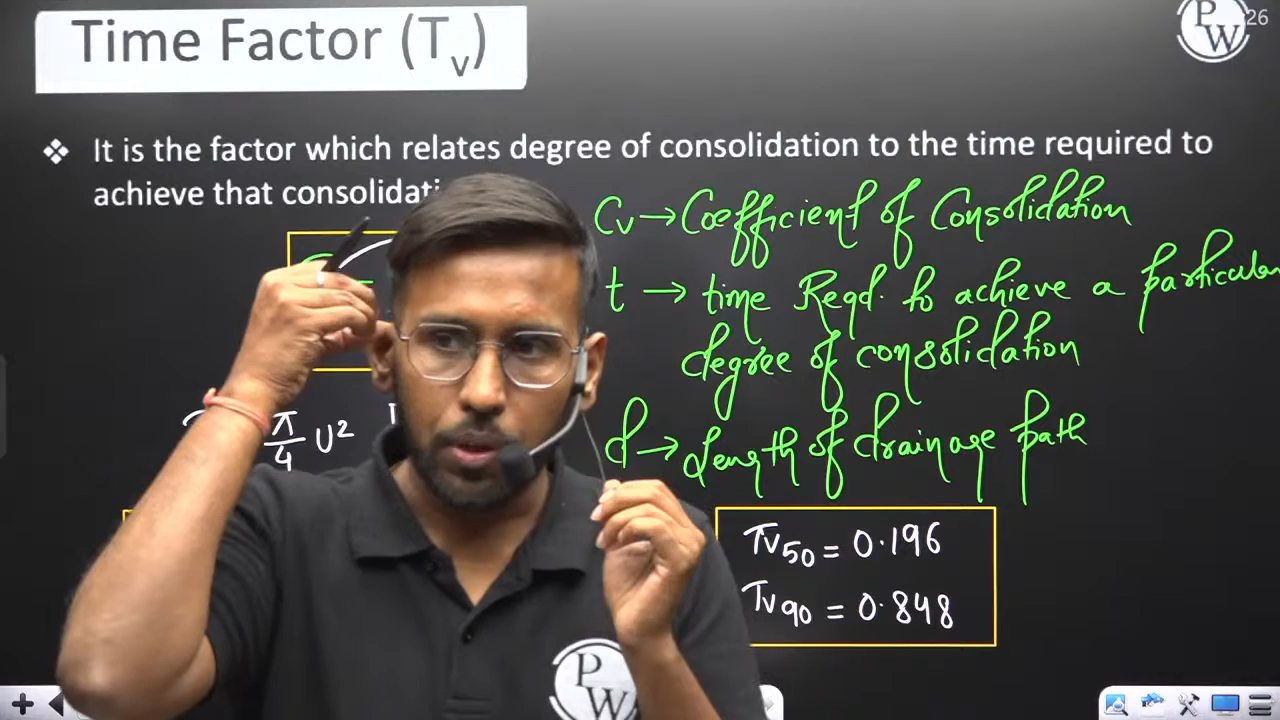 Time Factor (Tᵥ)
PW 26
❖ It is the factor which relates degree of consolidation to the time required to
achieve that consolidati
Cv → Coefficient of Consolidation
t → time Reqd. to achieve a particular
degree of consolidation
π/4 U²
d → Length of drainage path
Tv50 = 0.196
Tv90 = 0.848
PW